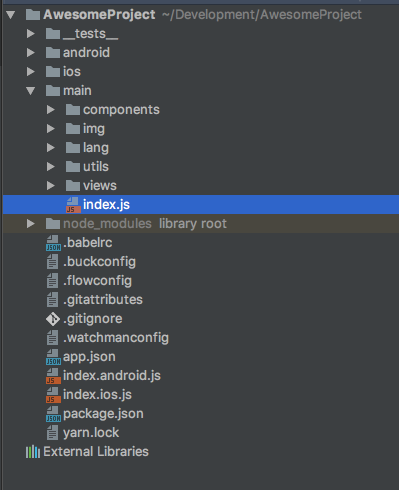 AwesomeProject ~/Development/AwesomeProject
__tests__
android
ios
main
components
img
lang
utils
views
index.js
node_modules library root
.babelrc
.buckconfig
.flowconfig
.gitattributes
.gitignore
.watchmanconfig
app.json
index.android.js
index.ios.js
package.json
yarn.lock
External Libraries